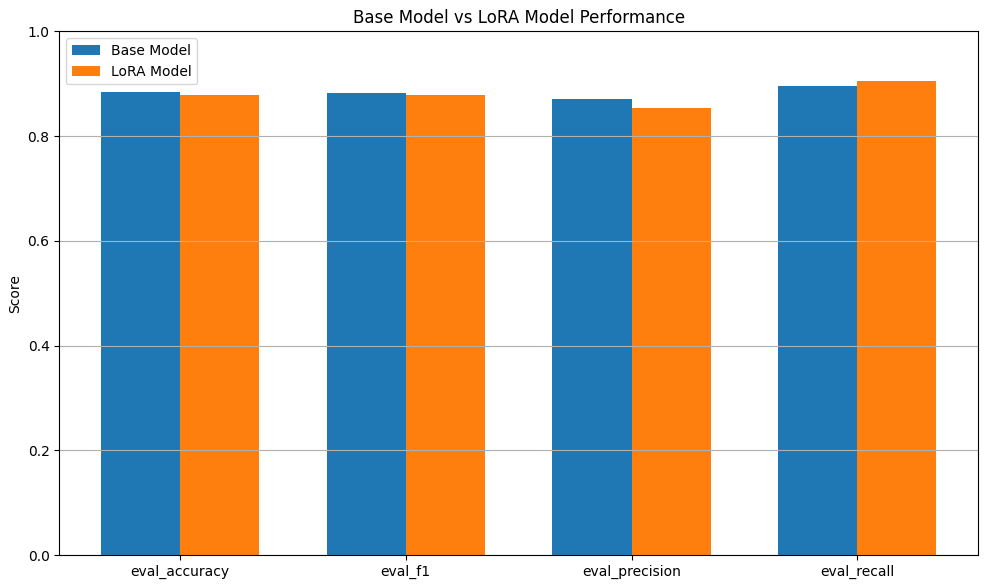 Base Model vs LoRA Model Performance
Base Model
LoRA Model
Score
1.0
0.8
0.6
0.4
0.2
0.0
eval_accuracy
eval_f1
eval_precision
eval_recall